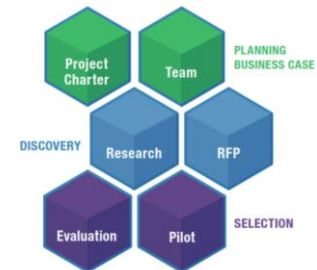 Project
Charter
Team
PLANNING
BUSINESS CASE
DISCOVERY
Research
RFP
Evaluation
Pilot
SELECTION